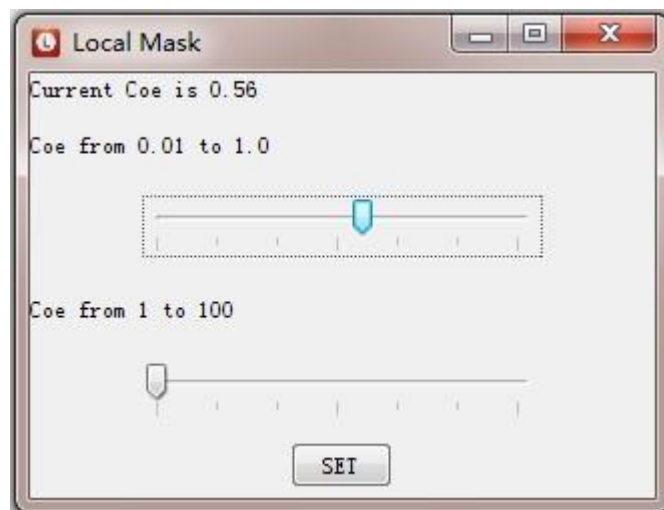 Local Mask
Current Coe is 0.56
Coe from 0.01 to 1.0
Coe from 1 to 100
SET